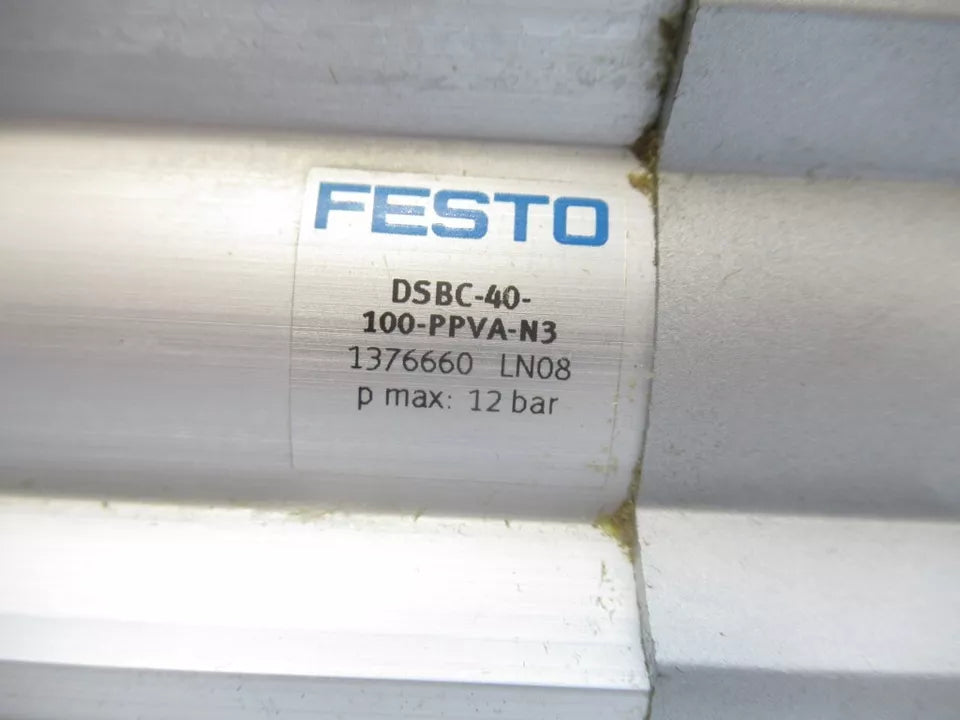 FESTO
DSBC-40-
100-PPVA-N3
1376660 LN08
p max: 12 bar